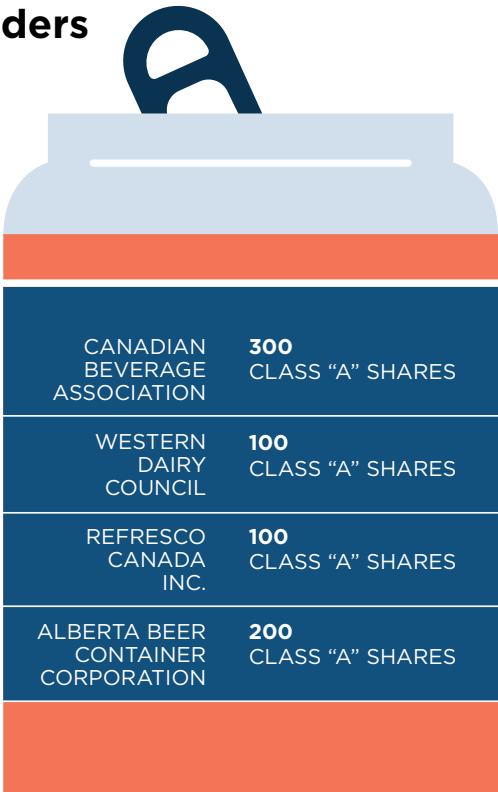 ders
CANADIAN
BEVERAGE
ASSOCIATION
300
CLASS “A” SHARES
WESTERN
DAIRY
COUNCIL
100
CLASS “A” SHARES
REFRESCO
CANADA
INC.
100
CLASS “A” SHARES
ALBERTA BEER
CONTAINER
CORPORATION
200
CLASS “A” SHARES